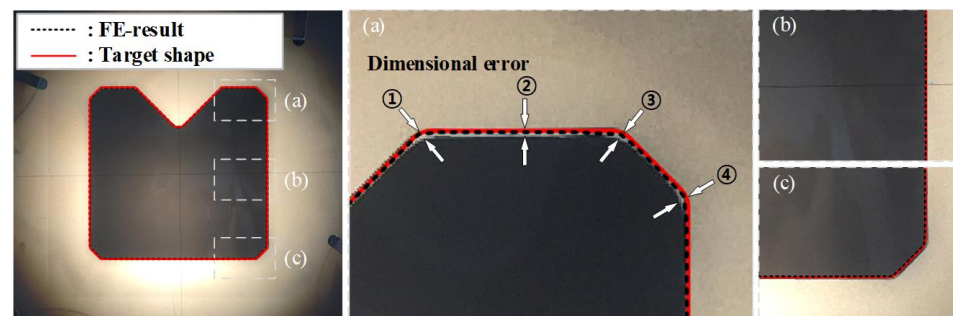 : FE-result
: Target shape
(a)
(b)
(c)
(a)
Dimensional error
①
②
③
④
(b)
(c)